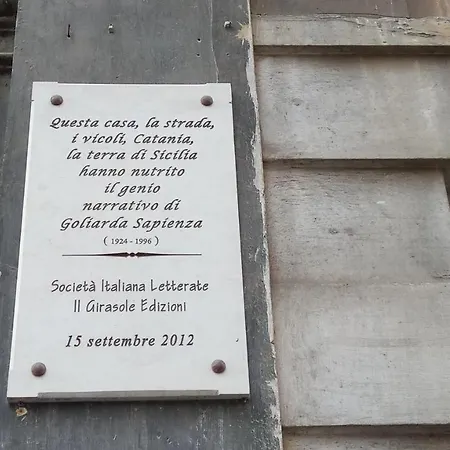 Questa casa, la strada,
i vicoli, Catania,
la terra di Sicilia
hanno nutrito
il genio
narrativo di
Goliarda Sapienza
( 1924 - 1996 )
Società Italiana Letterate
Il Girasole Edizioni
15 settembre 2012